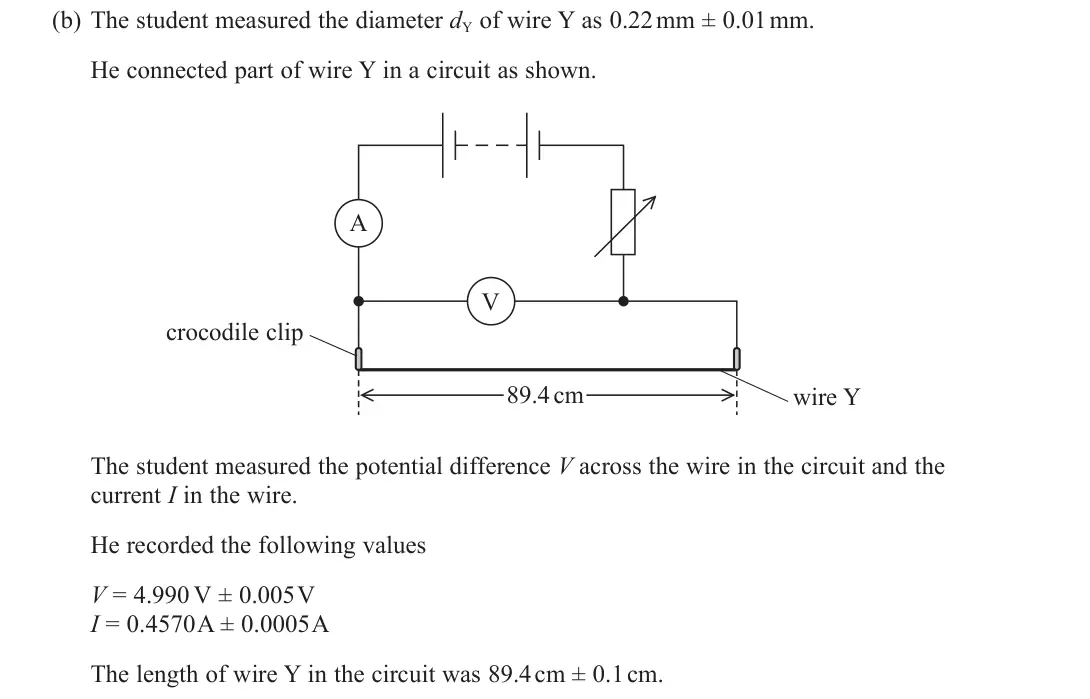 (b) The student measured the diameter dY of wire Y as 0.22 mm ± 0.01 mm.
He connected part of wire Y in a circuit as shown.
A
V
crocodile clip
89.4 cm
wire Y
The student measured the potential difference V across the wire in the circuit and the
current I in the wire.
He recorded the following values
V = 4.990 V ± 0.005 V
I = 0.4570 A ± 0.0005 A
The length of wire Y in the circuit was 89.4 cm ± 0.1 cm.